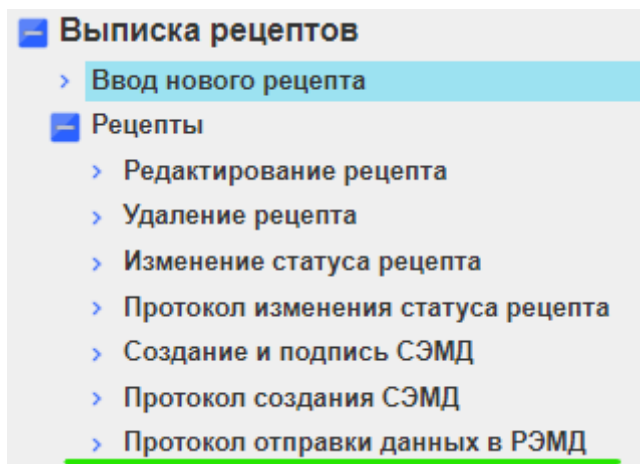 Выписка рецептов
Ввод нового рецепта
Рецепты
Редактирование рецепта
Удаление рецепта
Изменение статуса рецепта
Протокол изменения статуса рецепта
Создание и подпись СЭМД
Протокол создания СЭМД
Протокол отправки данных в РЭМД